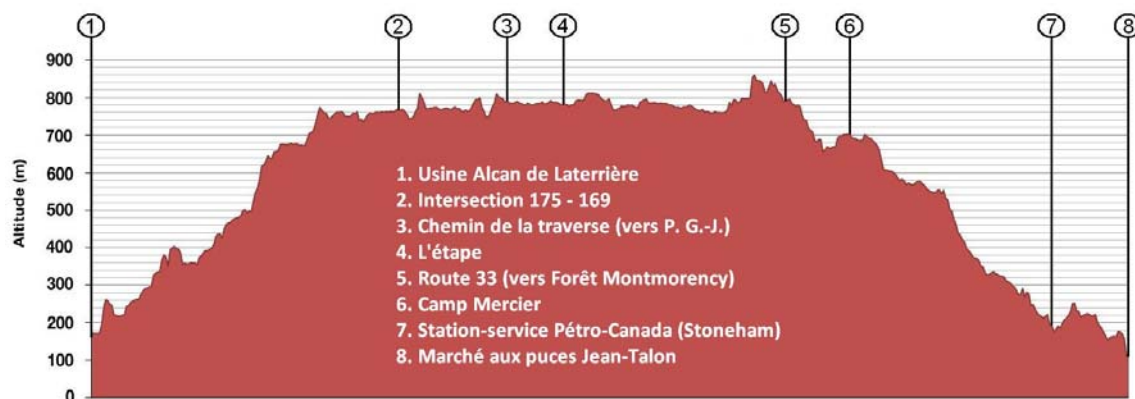 1 2 3 4 5 6 7 8
900
800
700
600
500
400
300
200
100
0
Altitude (m)
1. Usine Alcan de Laterrière
2. Intersection 175 - 169
3. Chemin de la traverse (vers P. G.-J.)
4. L'étape
5. Route 33 (vers Forêt Montmorency)
6. Camp Mercier
7. Station-service Pétro-Canada (Stoneham)
8. Marché aux puces Jean-Talon